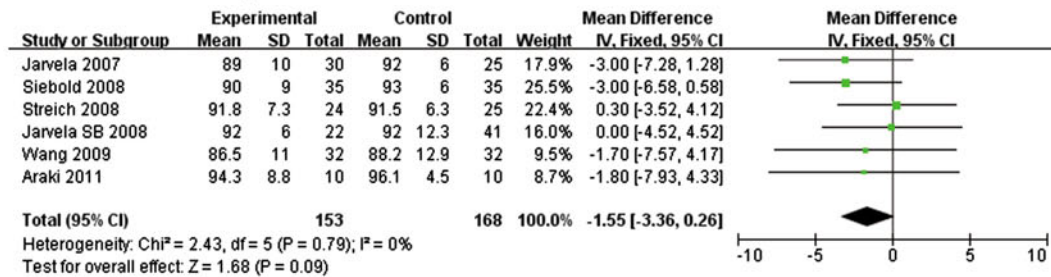 Experimental Control Mean Difference Mean Difference
Study or Subgroup Mean SD Total Mean SD Total Weight IV, Fixed, 95% CI IV, Fixed, 95% CI
Jarvela 2007 89 10 30 92 6 25 17.9% -3.00 [-7.28, 1.28]
Siebold 2008 90 9 35 93 6 35 25.5% -3.00 [-6.58, 0.58]
Streich 2008 91.8 7.3 24 91.5 6.3 25 22.4% 0.30 [-3.52, 4.12]
Jarvela SB 2008 92 6 22 92 12.3 41 16.0% 0.00 [-4.52, 4.52]
Wang 2009 86.5 11 32 88.2 12.9 32 9.5% -1.70 [-7.57, 4.17]
Araki 2011 94.3 8.8 10 96.1 4.5 10 8.7% -1.80 [-7.93, 4.33]
Total (95% CI) 153 168 100.0% -1.55 [-3.36, 0.26]
Heterogeneity: Chi² = 2.43, df = 5 (P = 0.79); I² = 0%
Test for overall effect: Z = 1.68 (P = 0.09)
-10 -5 0 5 10